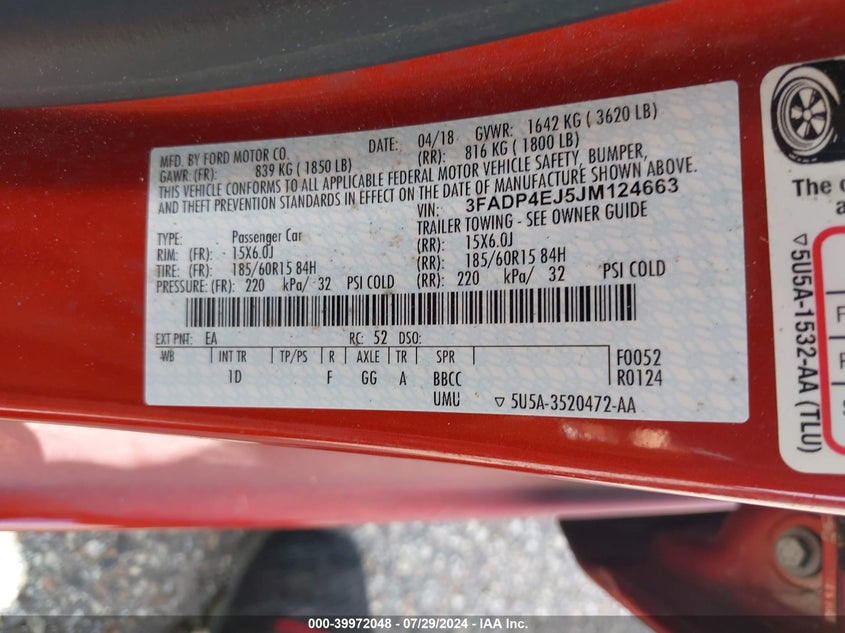 MFD. BY FORD MOTOR CO. DATE: 04/18 GVWR: 1642 KG ( 3620 LB)
GAWR: (FR): 839 KG ( 1850 LB) (RR): 816 KG ( 1800 LB)
THIS VEHICLE CONFORMS TO ALL APPLICABLE FEDERAL MOTOR VEHICLE SAFETY, BUMPER,
AND THEFT PREVENTION STANDARDS IN EFFECT ON THE DATE OF MANUFACTURE SHOWN ABOVE.
VIN: 3FADP4EJ5JM124663
TYPE: Passenger Car TRAILER TOWING - SEE OWNER GUIDE
RIM: (FR): 15X6.0J (RR): 15X6.0J
TIRE: (FR): 185/60R15 84H (RR): 185/60R15 84H
PRESSURE: (FR): 220 kPa/ 32 PSI COLD (RR): 220 kPa/ 32 PSI COLD
EXT PNT: EA RC: 52 DSO:
WB INT TR TP/PS R AXLE TR SPR F0052
1D F GG A BBCC R0124
UMU ▽ 5U5A-3520472-AA
The
▽5U5A-1532-AA (TLU)
000-39972048 - 07/29/2024 - IAA Inc.